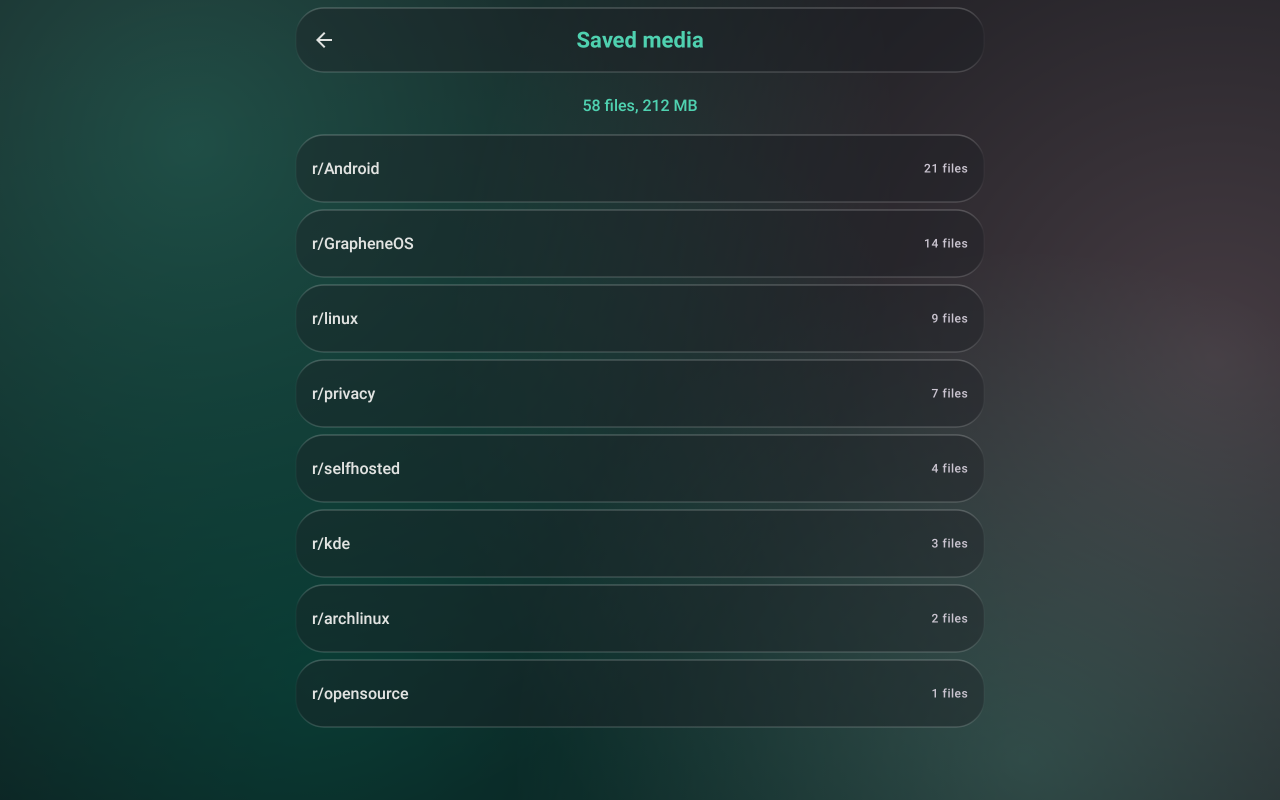 Saved media
58 files, 212 MB
r/Android 21 files
r/GrapheneOS 14 files
r/linux 9 files
r/privacy 7 files
r/selfhosted 4 files
r/kde 3 files
r/archlinux 2 files
r/opensource 1 files